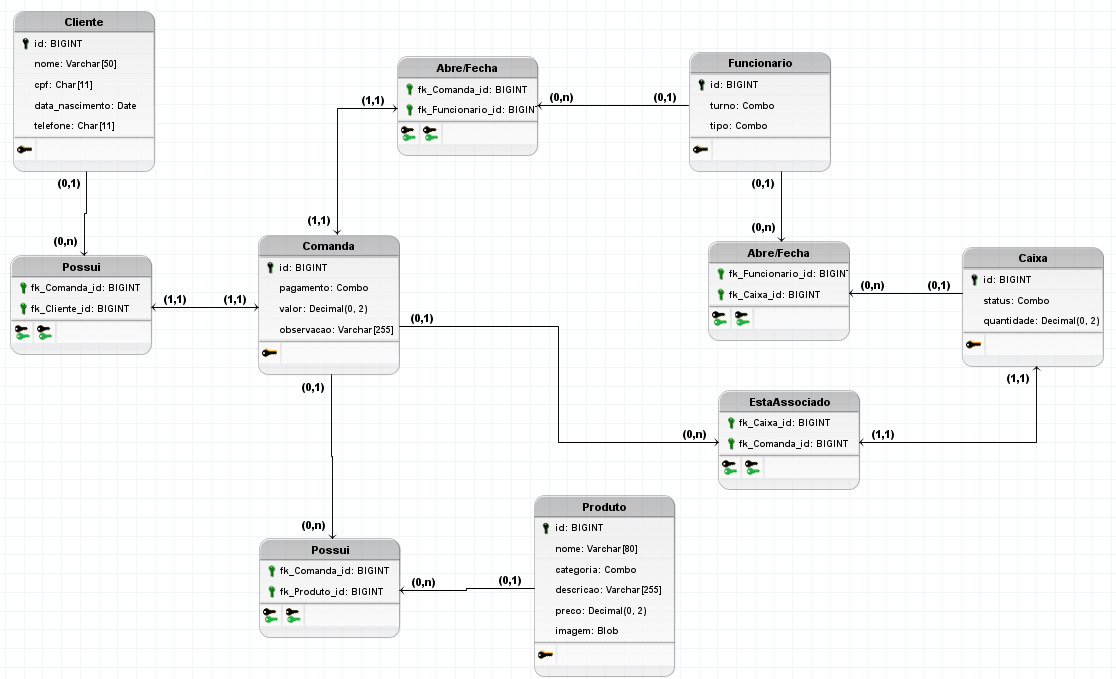 Cliente
id: BIGINT
nome: Varchar[50]
cpf: Char[11]
data_nascimento: Date
telefone: Char[11]
Abre/Fecha
fk_Comanda_id: BIGINT
fk_Funcionario_id: BIGIN
Funcionario
id: BIGINT
turno: Combo
tipo: Combo
(1,1)
(0,n)
(0,1)
(0,1)
(0,n)
(1,1)
(0,1)
(0,n)
Possui
fk_Comanda_id: BIGINT
fk_Cliente_id: BIGINT
(1,1)
(1,1)
Comanda
id: BIGINT
pagamento: Combo
valor: Decimal(0, 2)
observacao: Varchar[255]
(0,1)
Abre/Fecha
fk_Funcionario_id: BIGIN
fk_Caixa_id: BIGINT
(0,n)
(0,1)
Caixa
id: BIGINT
status: Combo
quantidade: Decimal(0, 2)
(1,1)
(0,1)
EstaAssociado
fk_Caixa_id: BIGINT
fk_Comanda_id: BIGINT
(0,n)
(1,1)
(0,n)
Possui
fk_Comanda_id: BIGINT
fk_Produto_id: BIGINT
(0,n)
(0,1)
Produto
id: BIGINT
nome: Varchar[80]
categoria: Combo
descricao: Varchar[255]
preco: Decimal(0, 2)
imagem: Blob